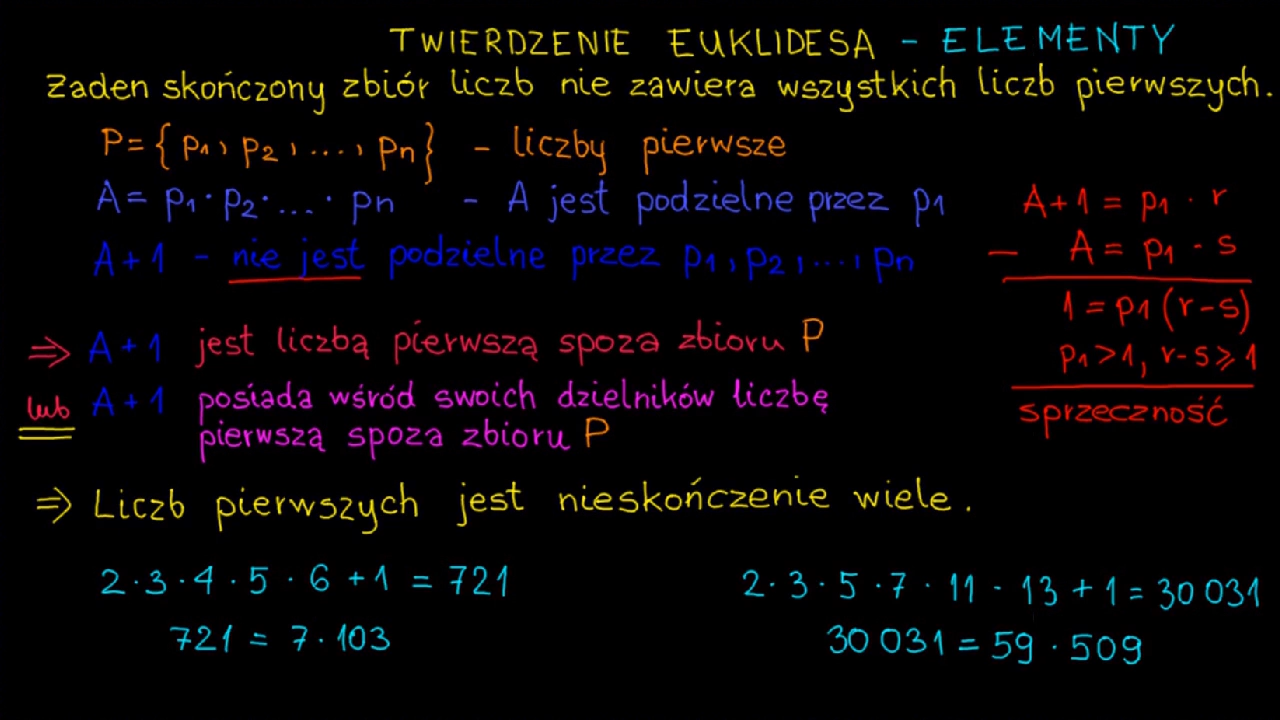 TWIERDZENIE EUKLIDESA - ELEMENTY
Żaden skończony zbiór liczb nie zawiera wszystkich liczb pierwszych.
P = { p1, p2, ..., pn} - liczby pierwsze
A = p1 · p2 · ... · pn - A jest podzielne przez p1
A + 1 - nie jest podzielne przez p1, p2, ..., pn
A+1 = p1 · r
− A = p1 · s
1 = p1 (r-s)
p1 > 1, r-s ⩾ 1
sprzeczność
⇒ A + 1 jest liczbą pierwszą spoza zbioru P
lub A + 1 posiada wśród swoich dzielników liczbę
pierwszą spoza zbioru P
⇒ Liczb pierwszych jest nieskończenie wiele.
2 · 3 · 4 · 5 · 6 + 1 = 721
721 = 7 · 103
2 · 3 · 5 · 7 · 11 · 13 + 1 = 30 031
30 031 = 59 · 509